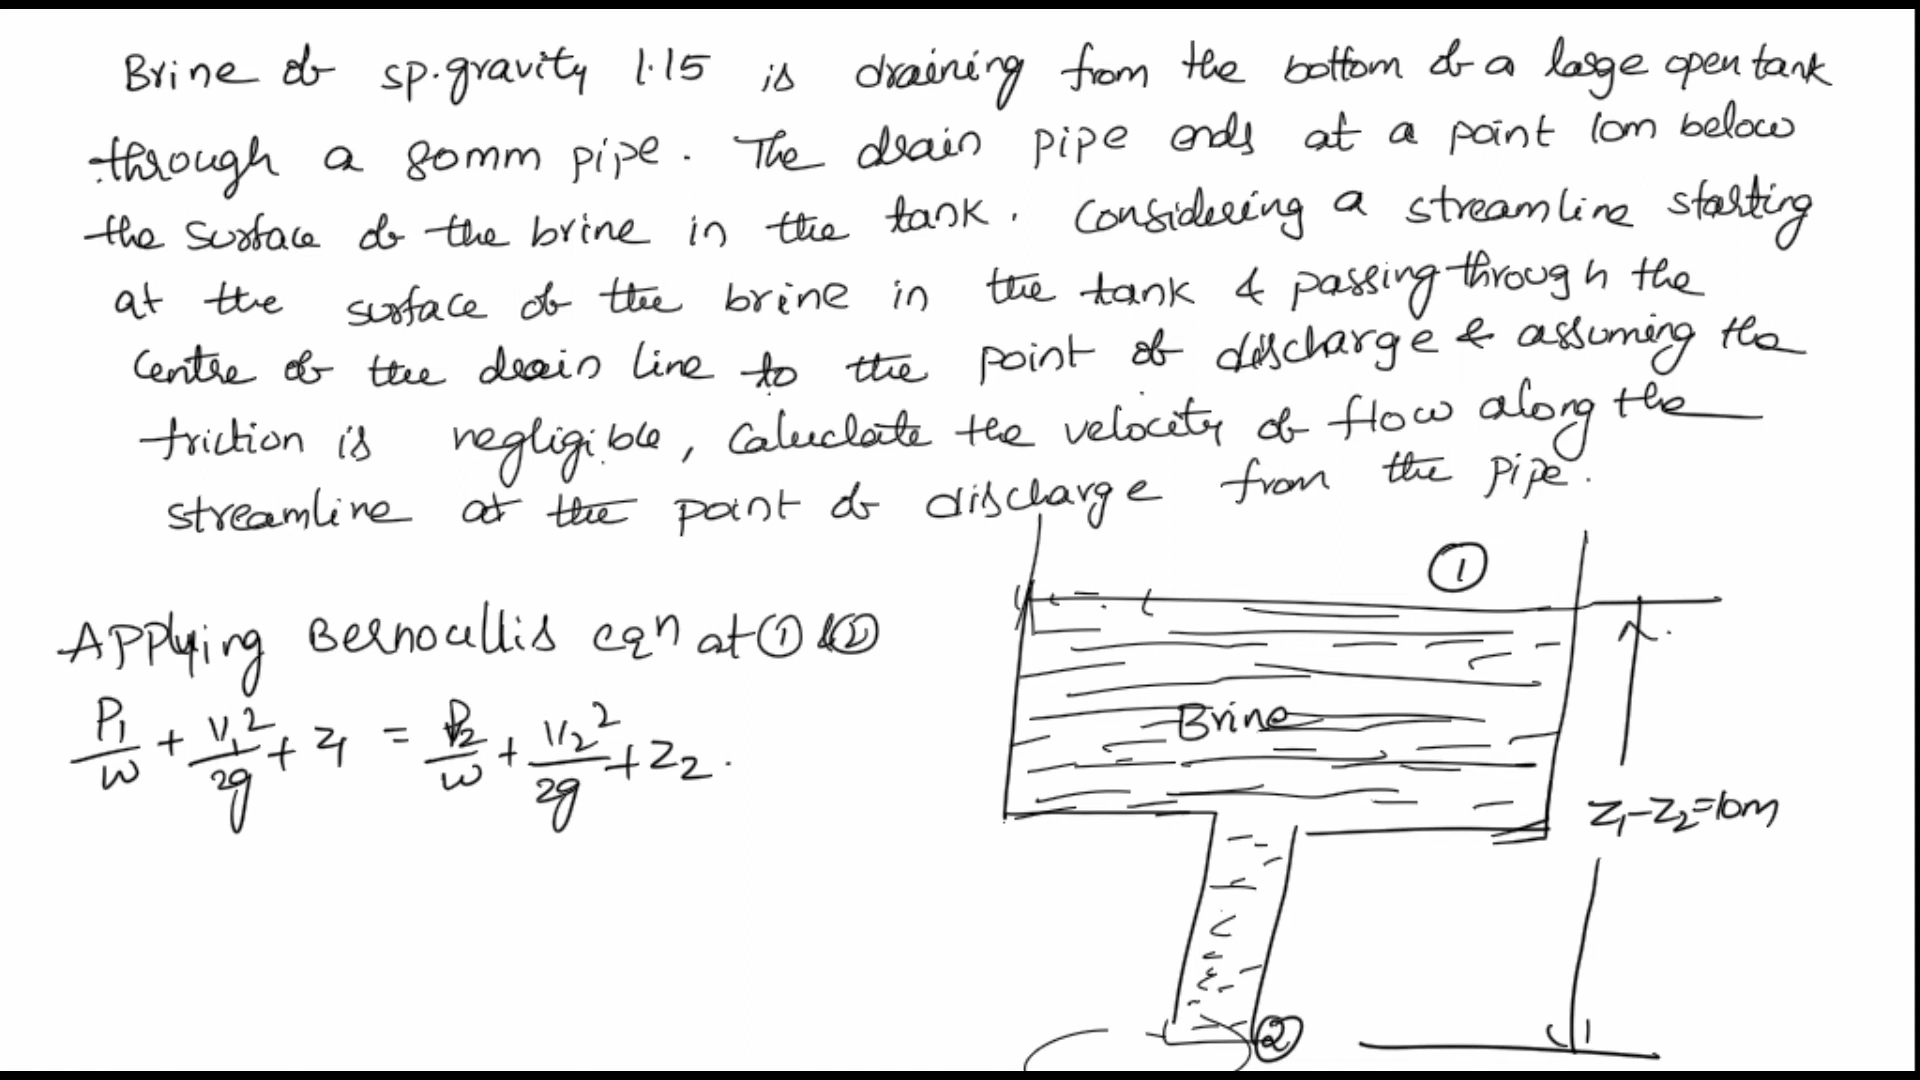 Brine of sp.gravity 1.15 is draining from the bottom of a large open tank
through a 80mm pipe. The drain pipe ends at a point 10m below
the surface of the brine in the tank. Considering a streamline starting
at the surface of the brine in the tank & passing through the
Centre of the drain line to the point of discharge & assuming the
friction is negligible, Caluclate the velocity of flow along the
streamline at the point of discharge from the pipe.
①
Applying Bernoullis eqn at ① & ②
P₁/w + V₁²/2g + Z₁ = P₂/w + V₂²/2g + Z₂.
Brine
Z₁-Z₂=10m
②